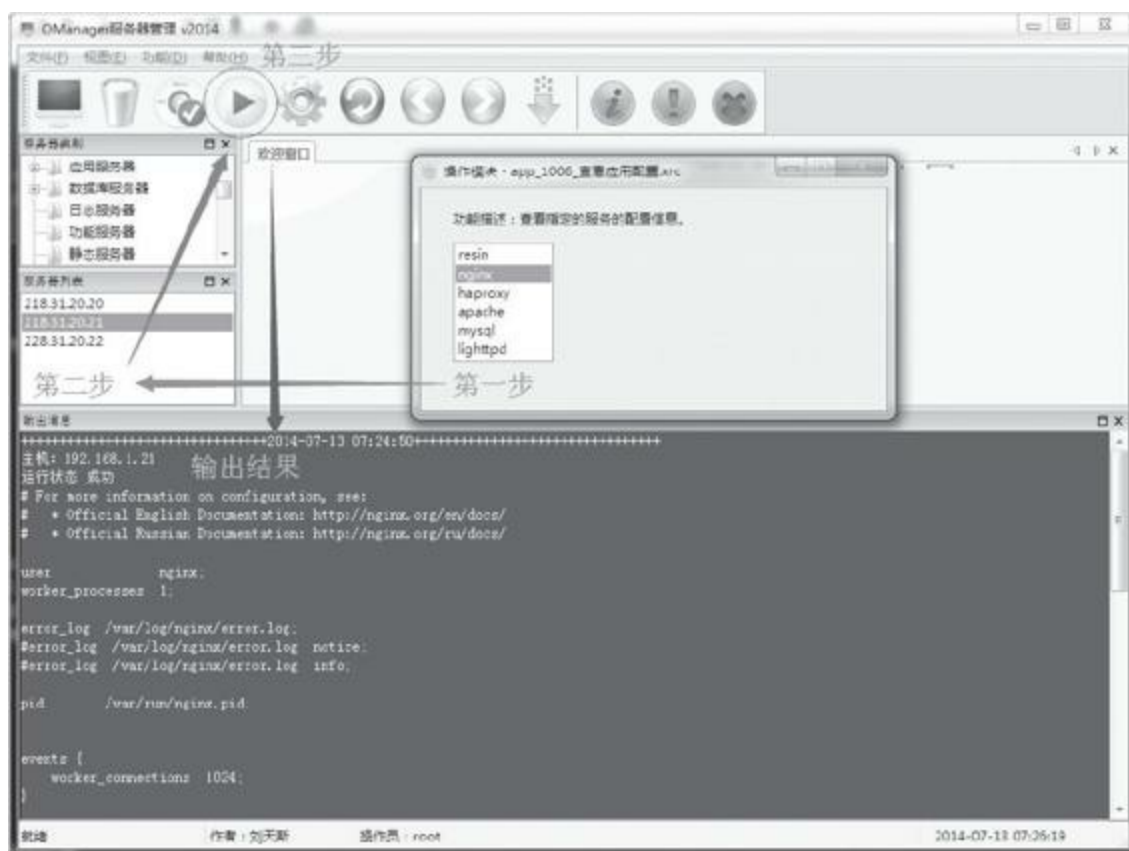 OManager服务器管理 v2014
文件(F) 视图(E) 功能(D) 帮助(H)
第三步
服务器类别
应用服务器
数据库服务器
日志服务器
功能服务器
静态服务器
欢迎窗口
操作模块 - app_1006_查看应用配置.xrc
功能描述：查看指定的服务的配置信息。
resin
nginx
haproxy
apache
mysql
lighttpd
服务器列表
218.31.20.20
218.31.20.21
228.31.20.22
第二步
第一步
输出消息
2014-07-13 07:24:50
主机: 192.168.1.21
运行状态 成功
输出结果
# For more information on configuration, see:
#   * Official English Documentation: http://nginx.org/en/docs/
#   * Official Russian Documentation: http://nginx.org/ru/docs/
user              nginx;
worker_processes  1;
error_log  /var/log/nginx/error.log;
#error_log  /var/log/nginx/error.log  notice;
#error_log  /var/log/nginx/error.log  info;
pid        /var/run/nginx.pid;
events {
    worker_connections  1024;
}
就绪
作者：刘天斯
操作员：root
2014-07-13 07:26:19